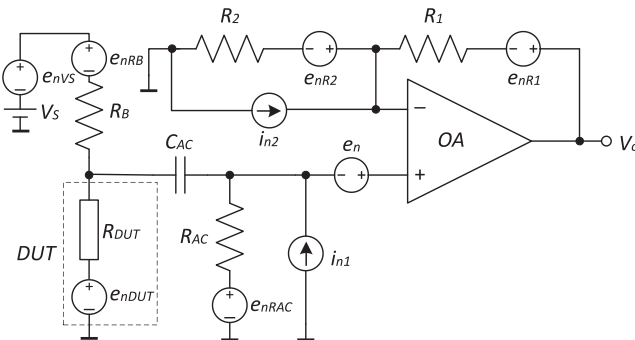 R2
R1
enRB
enVS
enR2
enR1
VS
RB
in2
OA
Vo
CAC
en
RDUT
RAC
in1
DUT
enDUT
enRAC